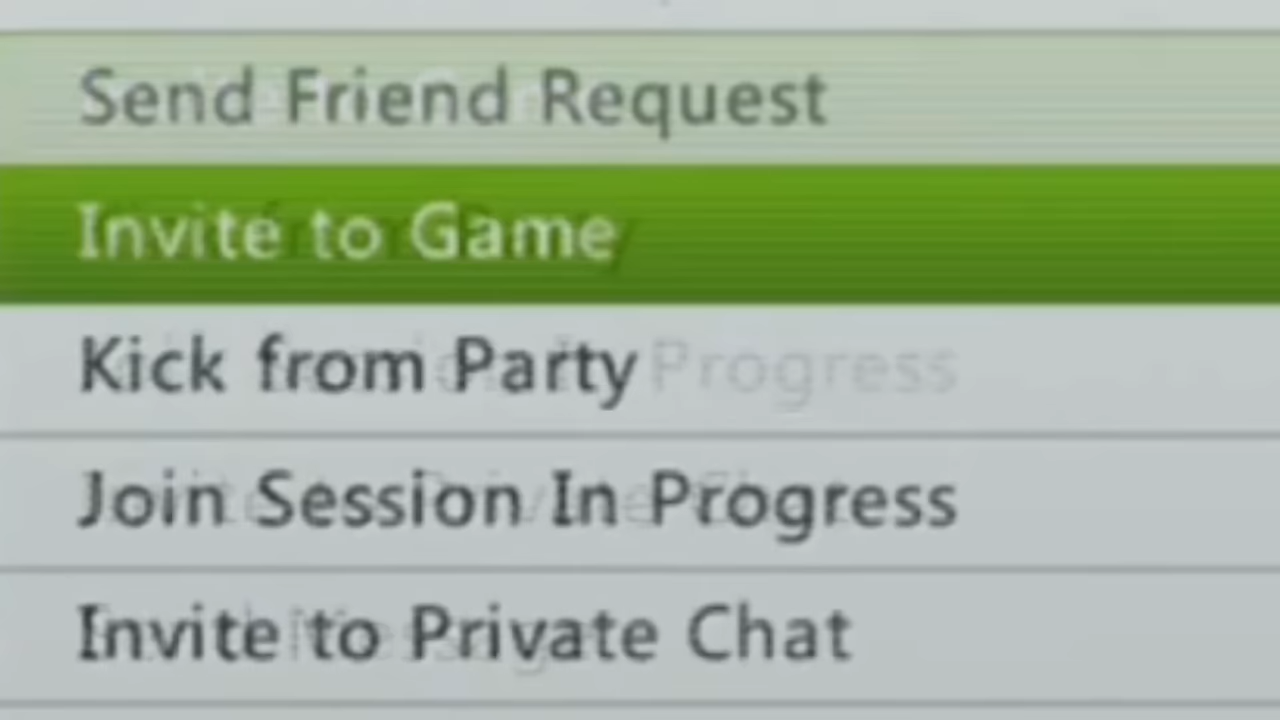 Send Friend Request
Invite to Game
Kick from Party
Join Session In Progress
Invite to Private Chat